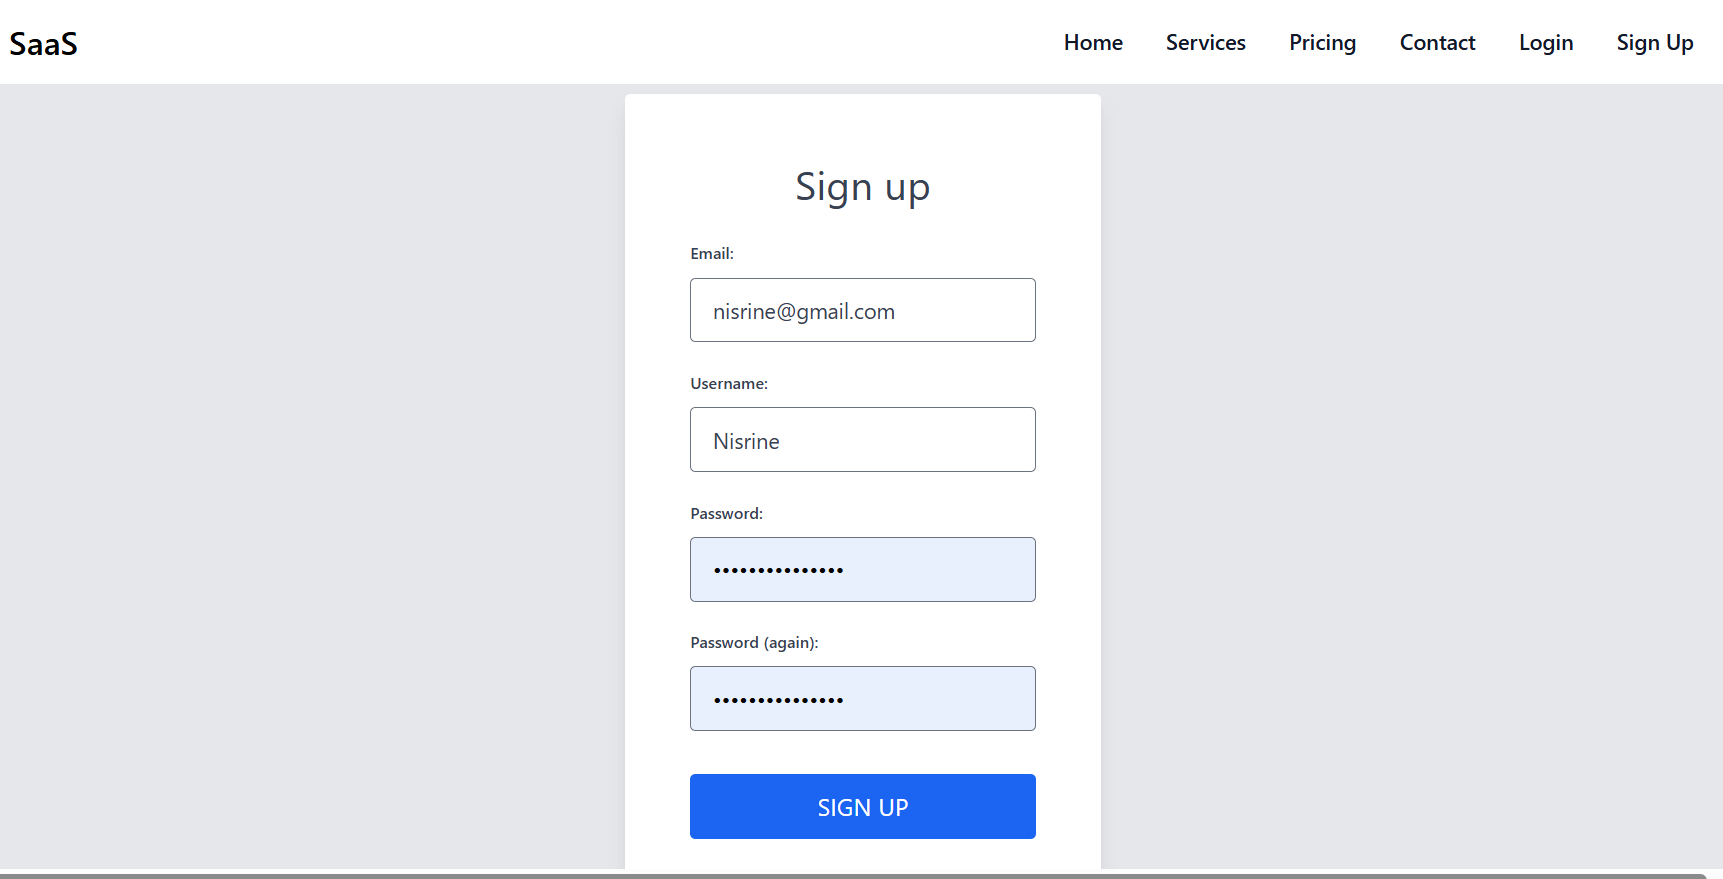 SaaS
Home Services Pricing Contact Login Sign Up
Sign up
Email:
nisrine@gmail.com
Username:
Nisrine
Password:
•••••••••••••••
Password (again):
•••••••••••••••
SIGN UP